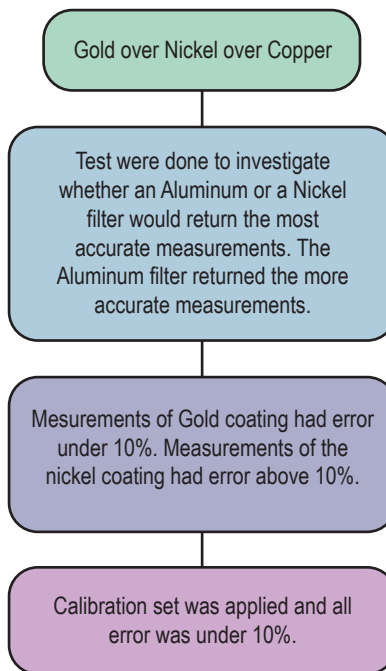 Gold over Nickel over Copper
Test were done to investigate
whether an Aluminum or a Nickel
filter would return the most
accurate measurements. The
Aluminum filter returned the more
accurate measurements.
Mesurements of Gold coating had error
under 10%. Measurements of the
nickel coating had error above 10%.
Calibration set was applied and all
error was under 10%.